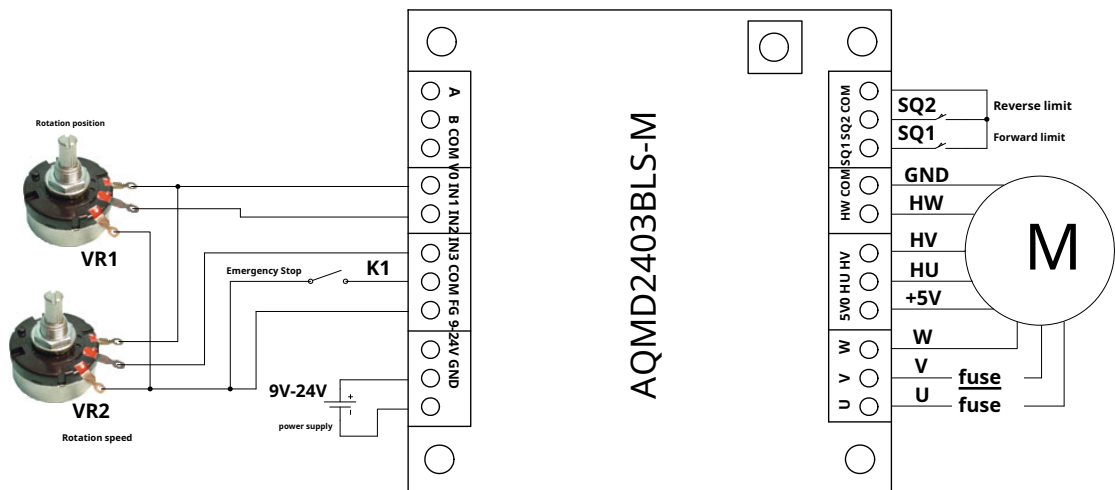 Rotation position
VR1
Emergency Stop
K1
VR2
Rotation speed
9V-24V
+
-
power supply
A
B
COM
V0
IN1
IN2
IN3
COM
FG
9-24V
GND
AQMD2403BLS-M
SQ1 SQ2 COM
HW COM
5V0 HU HV
W
V
U
SQ2
Reverse limit
SQ1
Forward limit
GND
HW
HV
HU
+5V
W
V
fuse
U
fuse
M